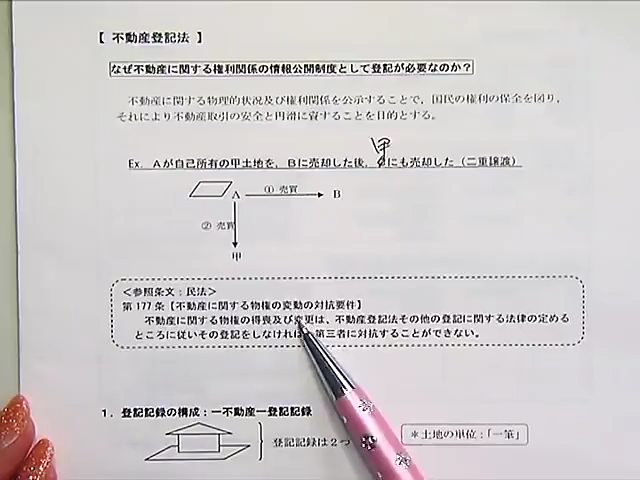 【 不動産登記法 】
なぜ不動産に関する権利関係の情報公開制度として登記が必要なのか?
不動産に関する物理的状況及び権利関係を公示することで、国民の権利の保全を図り、
それにより不動産取引の安全と円滑に資することを目的とする。
甲
Ex. Aが自己所有の甲土地を、Bに売却した後、にも売却した（二重譲渡）
① 売買
A
B
② 売買
甲
＜参照条文：民法＞
第177条【不動産に関する物権の変動の対抗要件】
不動産に関する物権の得喪及び変更は、不動産登記法その他の登記に関する法律の定める
ところに従いその登記をしなければ 第三者に対抗することができない。
1. 登記記録の構成：一不動産一登記記録
登記記録は2つ
＊土地の単位：「一筆」